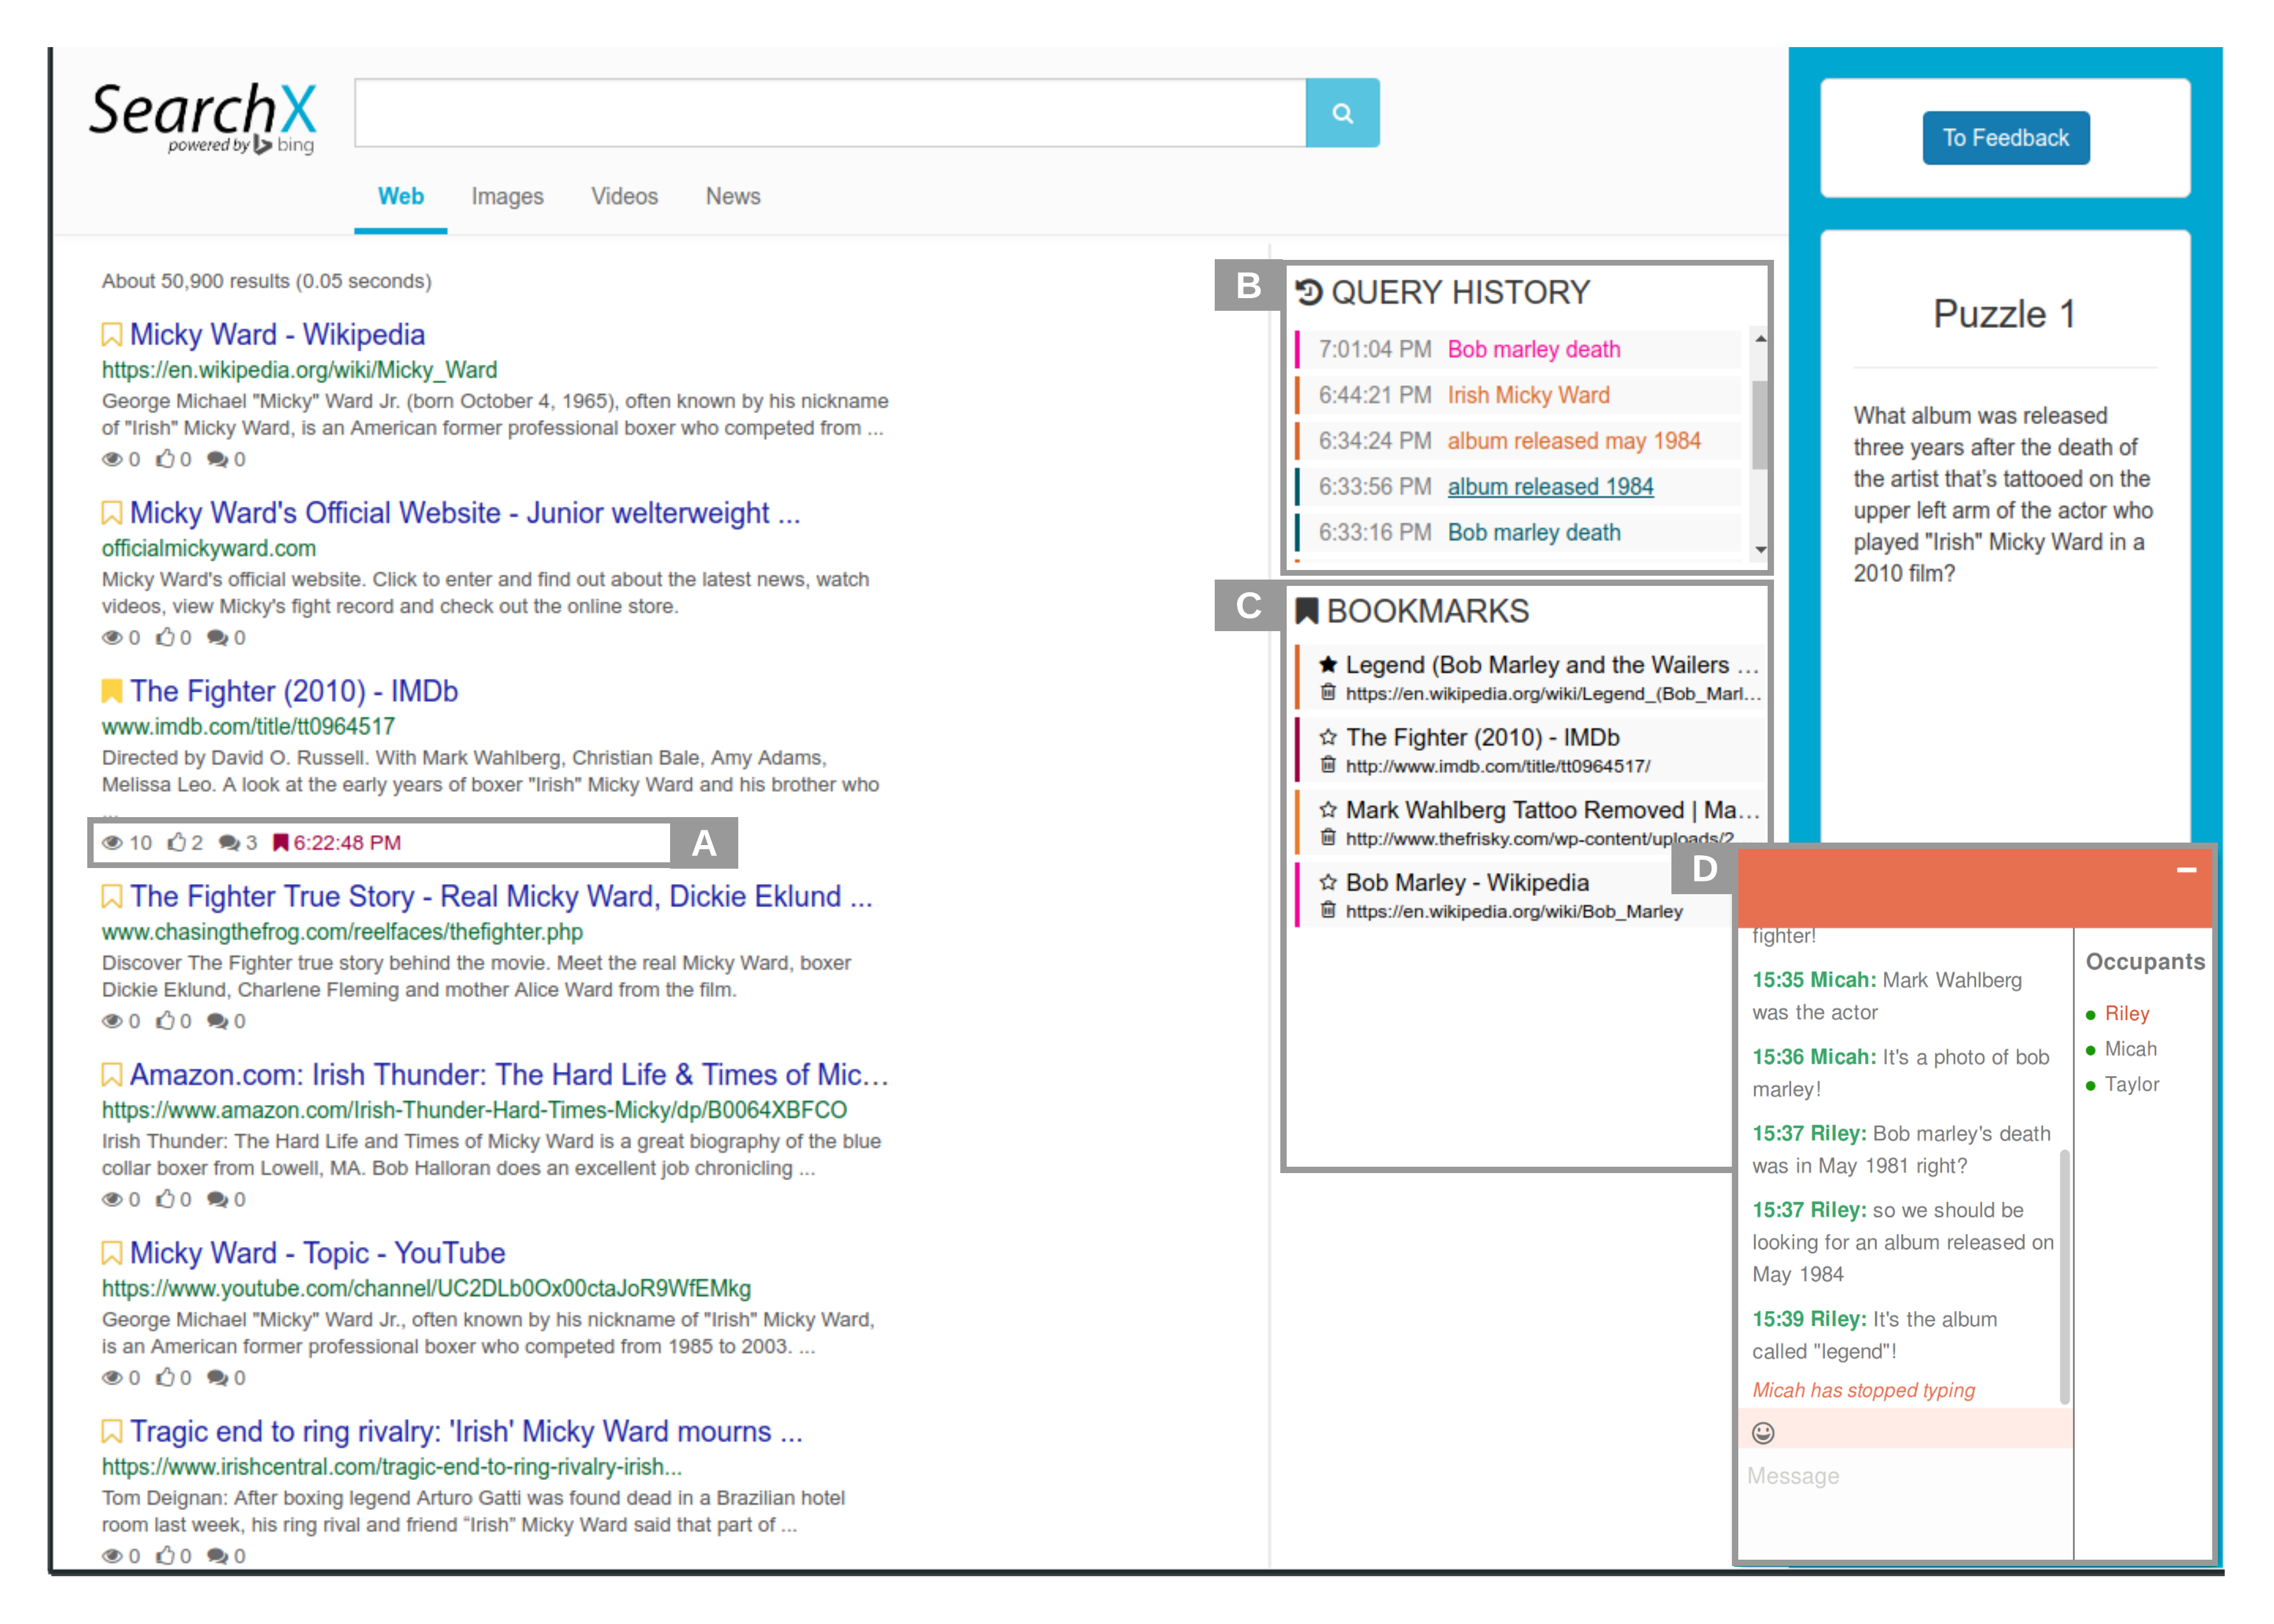 SearchX
powered by bing
Web Images Videos News
About 50,900 results (0.05 seconds)
Micky Ward - Wikipedia
https://en.wikipedia.org/wiki/Micky_Ward
George Michael "Micky" Ward Jr. (born October 4, 1965), often known by his nickname
of "Irish" Micky Ward, is an American former professional boxer who competed from ...
0 0 0
Micky Ward's Official Website - Junior welterweight ...
officialmickyward.com
Micky Ward's official website. Click to enter and find out about the latest news, watch
videos, view Micky's fight record and check out the online store.
0 0 0
The Fighter (2010) - IMDb
www.imdb.com/title/tt0964517
Directed by David O. Russell. With Mark Wahlberg, Christian Bale, Amy Adams,
Melissa Leo. A look at the early years of boxer "Irish" Micky Ward and his brother who
...
10 2 3 6:22:48 PM
A
The Fighter True Story - Real Micky Ward, Dickie Eklund ...
www.chasingthefrog.com/reelfaces/thefighter.php
Discover The Fighter true story behind the movie. Meet the real Micky Ward, boxer
Dickie Eklund, Charlene Fleming and mother Alice Ward from the film.
0 0 0
Amazon.com: Irish Thunder: The Hard Life & Times of Mic...
https://www.amazon.com/Irish-Thunder-Hard-Times-Micky/dp/B0064XBFCO
Irish Thunder: The Hard Life and Times of Micky Ward is a great biography of the blue
collar boxer from Lowell, MA. Bob Halloran does an excellent job chronicling ...
0 0 0
Micky Ward - Topic - YouTube
https://www.youtube.com/channel/UC2DLb0Ox00ctaJoR9WfEMkg
George Michael "Micky" Ward Jr., often known by his nickname of "Irish" Micky Ward,
is an American former professional boxer who competed from 1985 to 2003. ...
0 0 0
Tragic end to ring rivalry: 'Irish' Micky Ward mourns ...
https://www.irishcentral.com/tragic-end-to-ring-rivalry-irish...
Tom Deignan: After boxing legend Arturo Gatti was found dead in a Brazilian hotel
room last week, his ring rival and friend “Irish” Micky Ward said that part of ...
0 0 0
B
QUERY HISTORY
7:01:04 PM Bob marley death
6:44:21 PM Irish Micky Ward
6:34:24 PM album released may 1984
6:33:56 PM album released 1984
6:33:16 PM Bob marley death
C
BOOKMARKS
Legend (Bob Marley and the Wailers ...
https://en.wikipedia.org/wiki/Legend_(Bob_Marl...
The Fighter (2010) - IMDb
http://www.imdb.com/title/tt0964517/
Mark Wahlberg Tattoo Removed | Ma...
http://www.thefrisky.com/wp-content/uploads/2
Bob Marley - Wikipedia
https://en.wikipedia.org/wiki/Bob_Marley
To Feedback
Puzzle 1
What album was released
three years after the death of
the artist that's tattooed on the
upper left arm of the actor who
played "Irish" Micky Ward in a
2010 film?
D
fighter!
15:35 Micah: Mark Wahlberg
was the actor
15:36 Micah: It's a photo of bob
marley!
15:37 Riley: Bob marley's death
was in May 1981 right?
15:37 Riley: so we should be
looking for an album released on
May 1984
15:39 Riley: It's the album
called "legend"!
Micah has stopped typing
Message
Occupants
Riley
Micah
Taylor